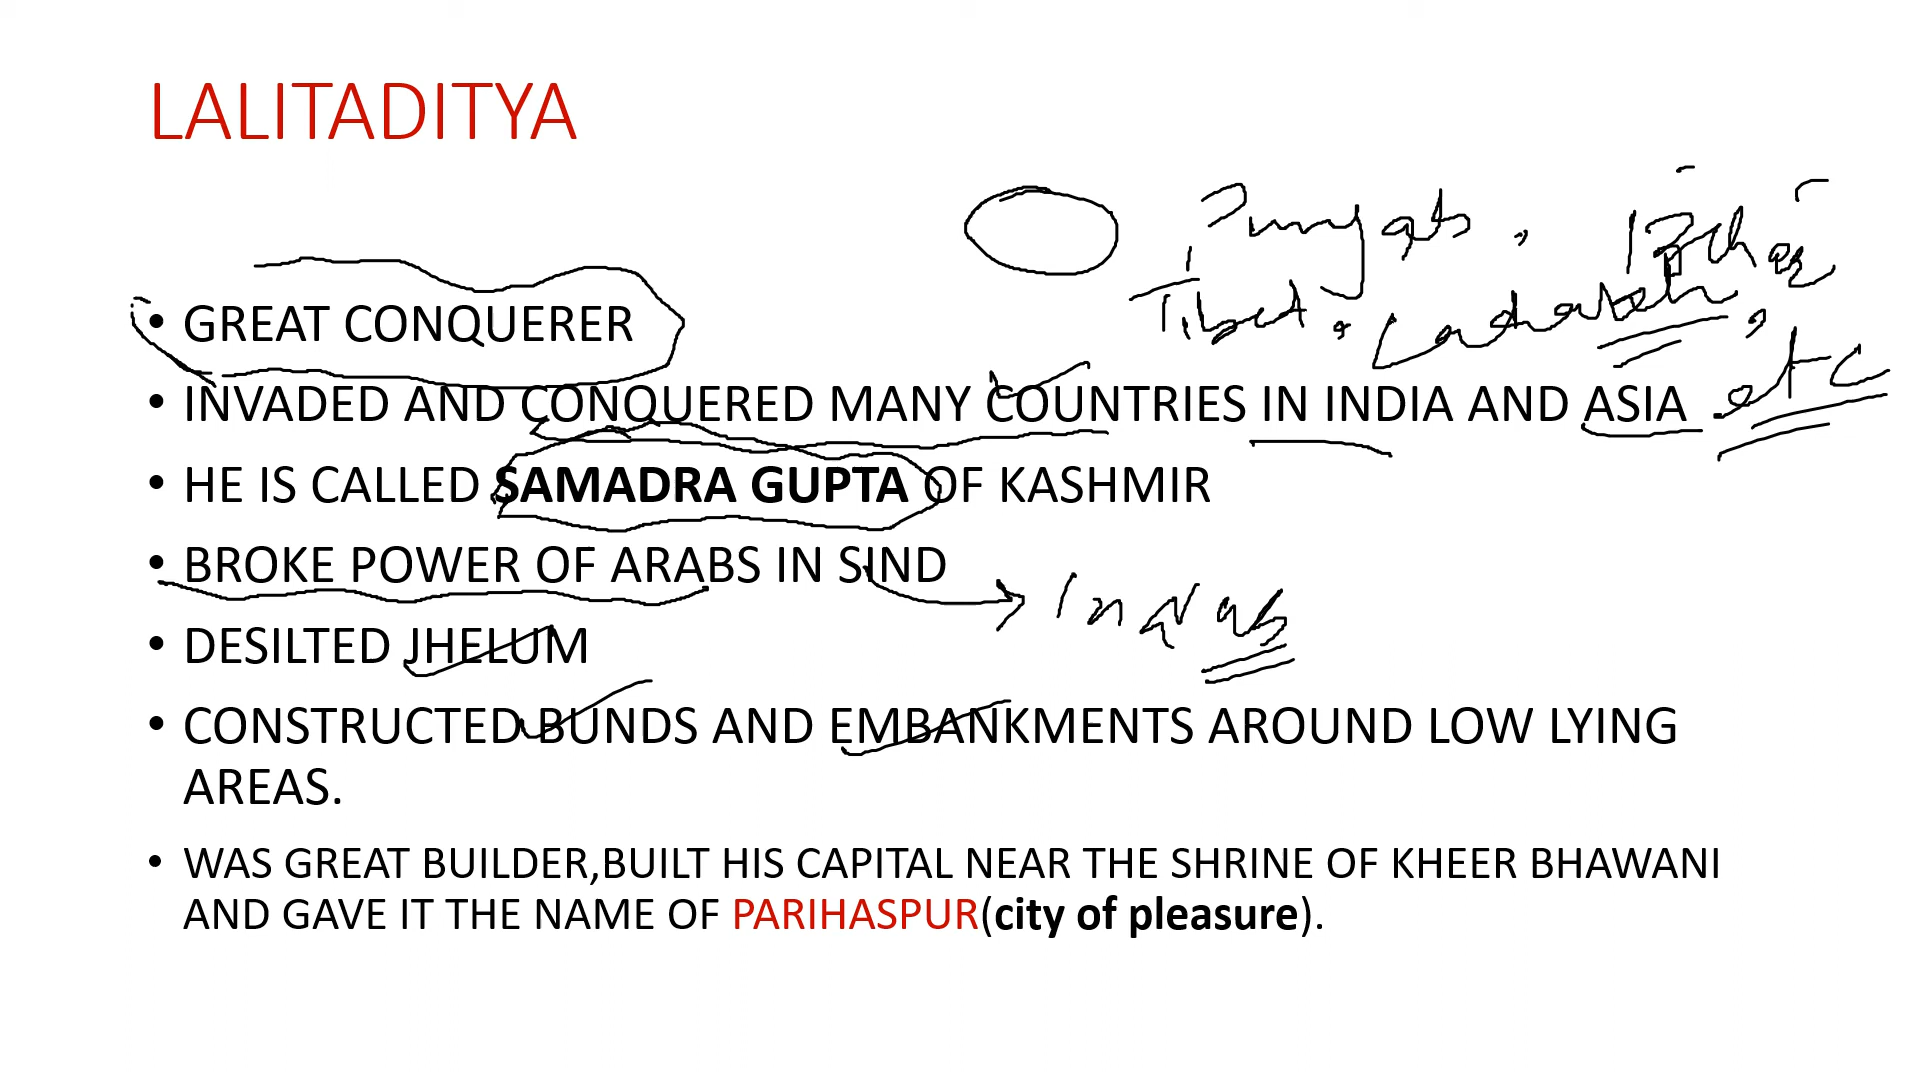 LALITADITYA
Punjab, Bihar
Tibet, Ladakh,
etc
• GREAT CONQUERER
• INVADED AND CONQUERED MANY COUNTRIES IN INDIA AND ASIA
• HE IS CALLED SAMADRA GUPTA OF KASHMIR
• BROKE POWER OF ARABS IN SIND
Indus
• DESILTED JHELUM
• CONSTRUCTED BUNDS AND EMBANKMENTS AROUND LOW LYING
AREAS.
• WAS GREAT BUILDER,BUILT HIS CAPITAL NEAR THE SHRINE OF KHEER BHAWANI
AND GAVE IT THE NAME OF PARIHASPUR(city of pleasure).